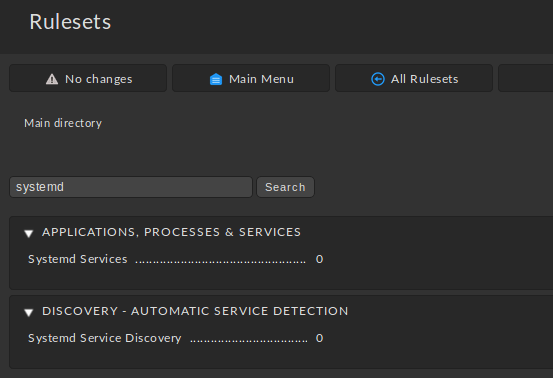 Rulesets
No changes
Main Menu
All Rulesets
Main directory
systemd
Search
APPLICATIONS, PROCESSES & SERVICES
Systemd Services ................................................ 0
DISCOVERY - AUTOMATIC SERVICE DETECTION
Systemd Service Discovery ................................. 0